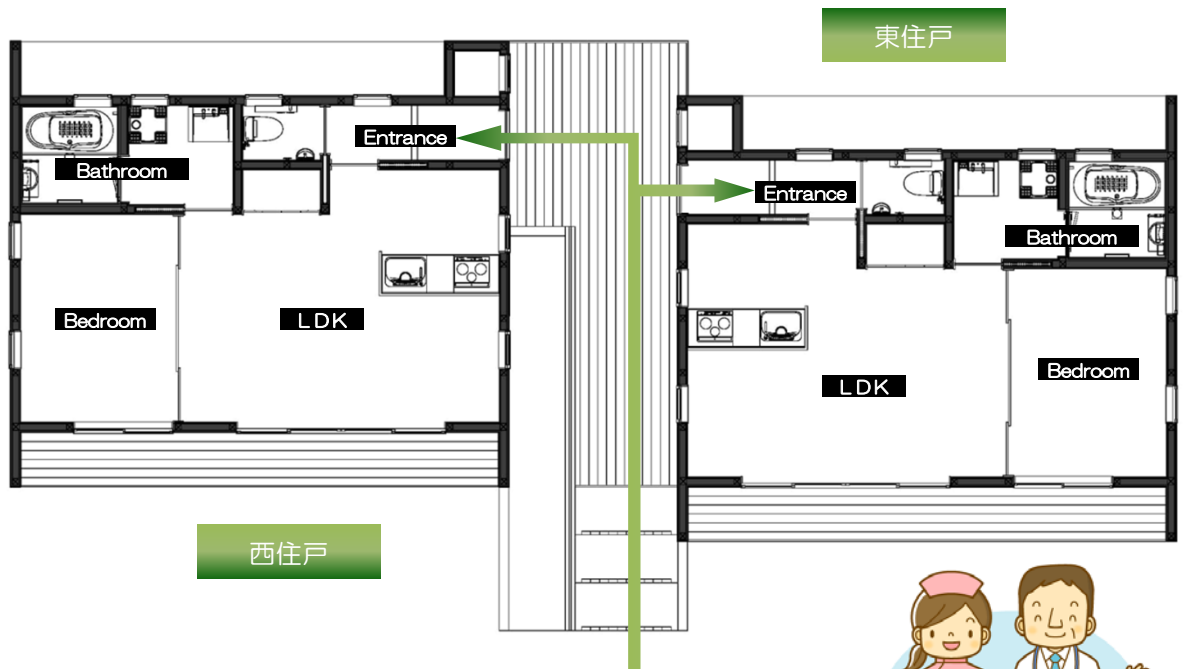 東住戸
Entrance
Bathroom
Entrance
Bathroom
Bedroom
LDK
Bedroom
LDK
西住戸